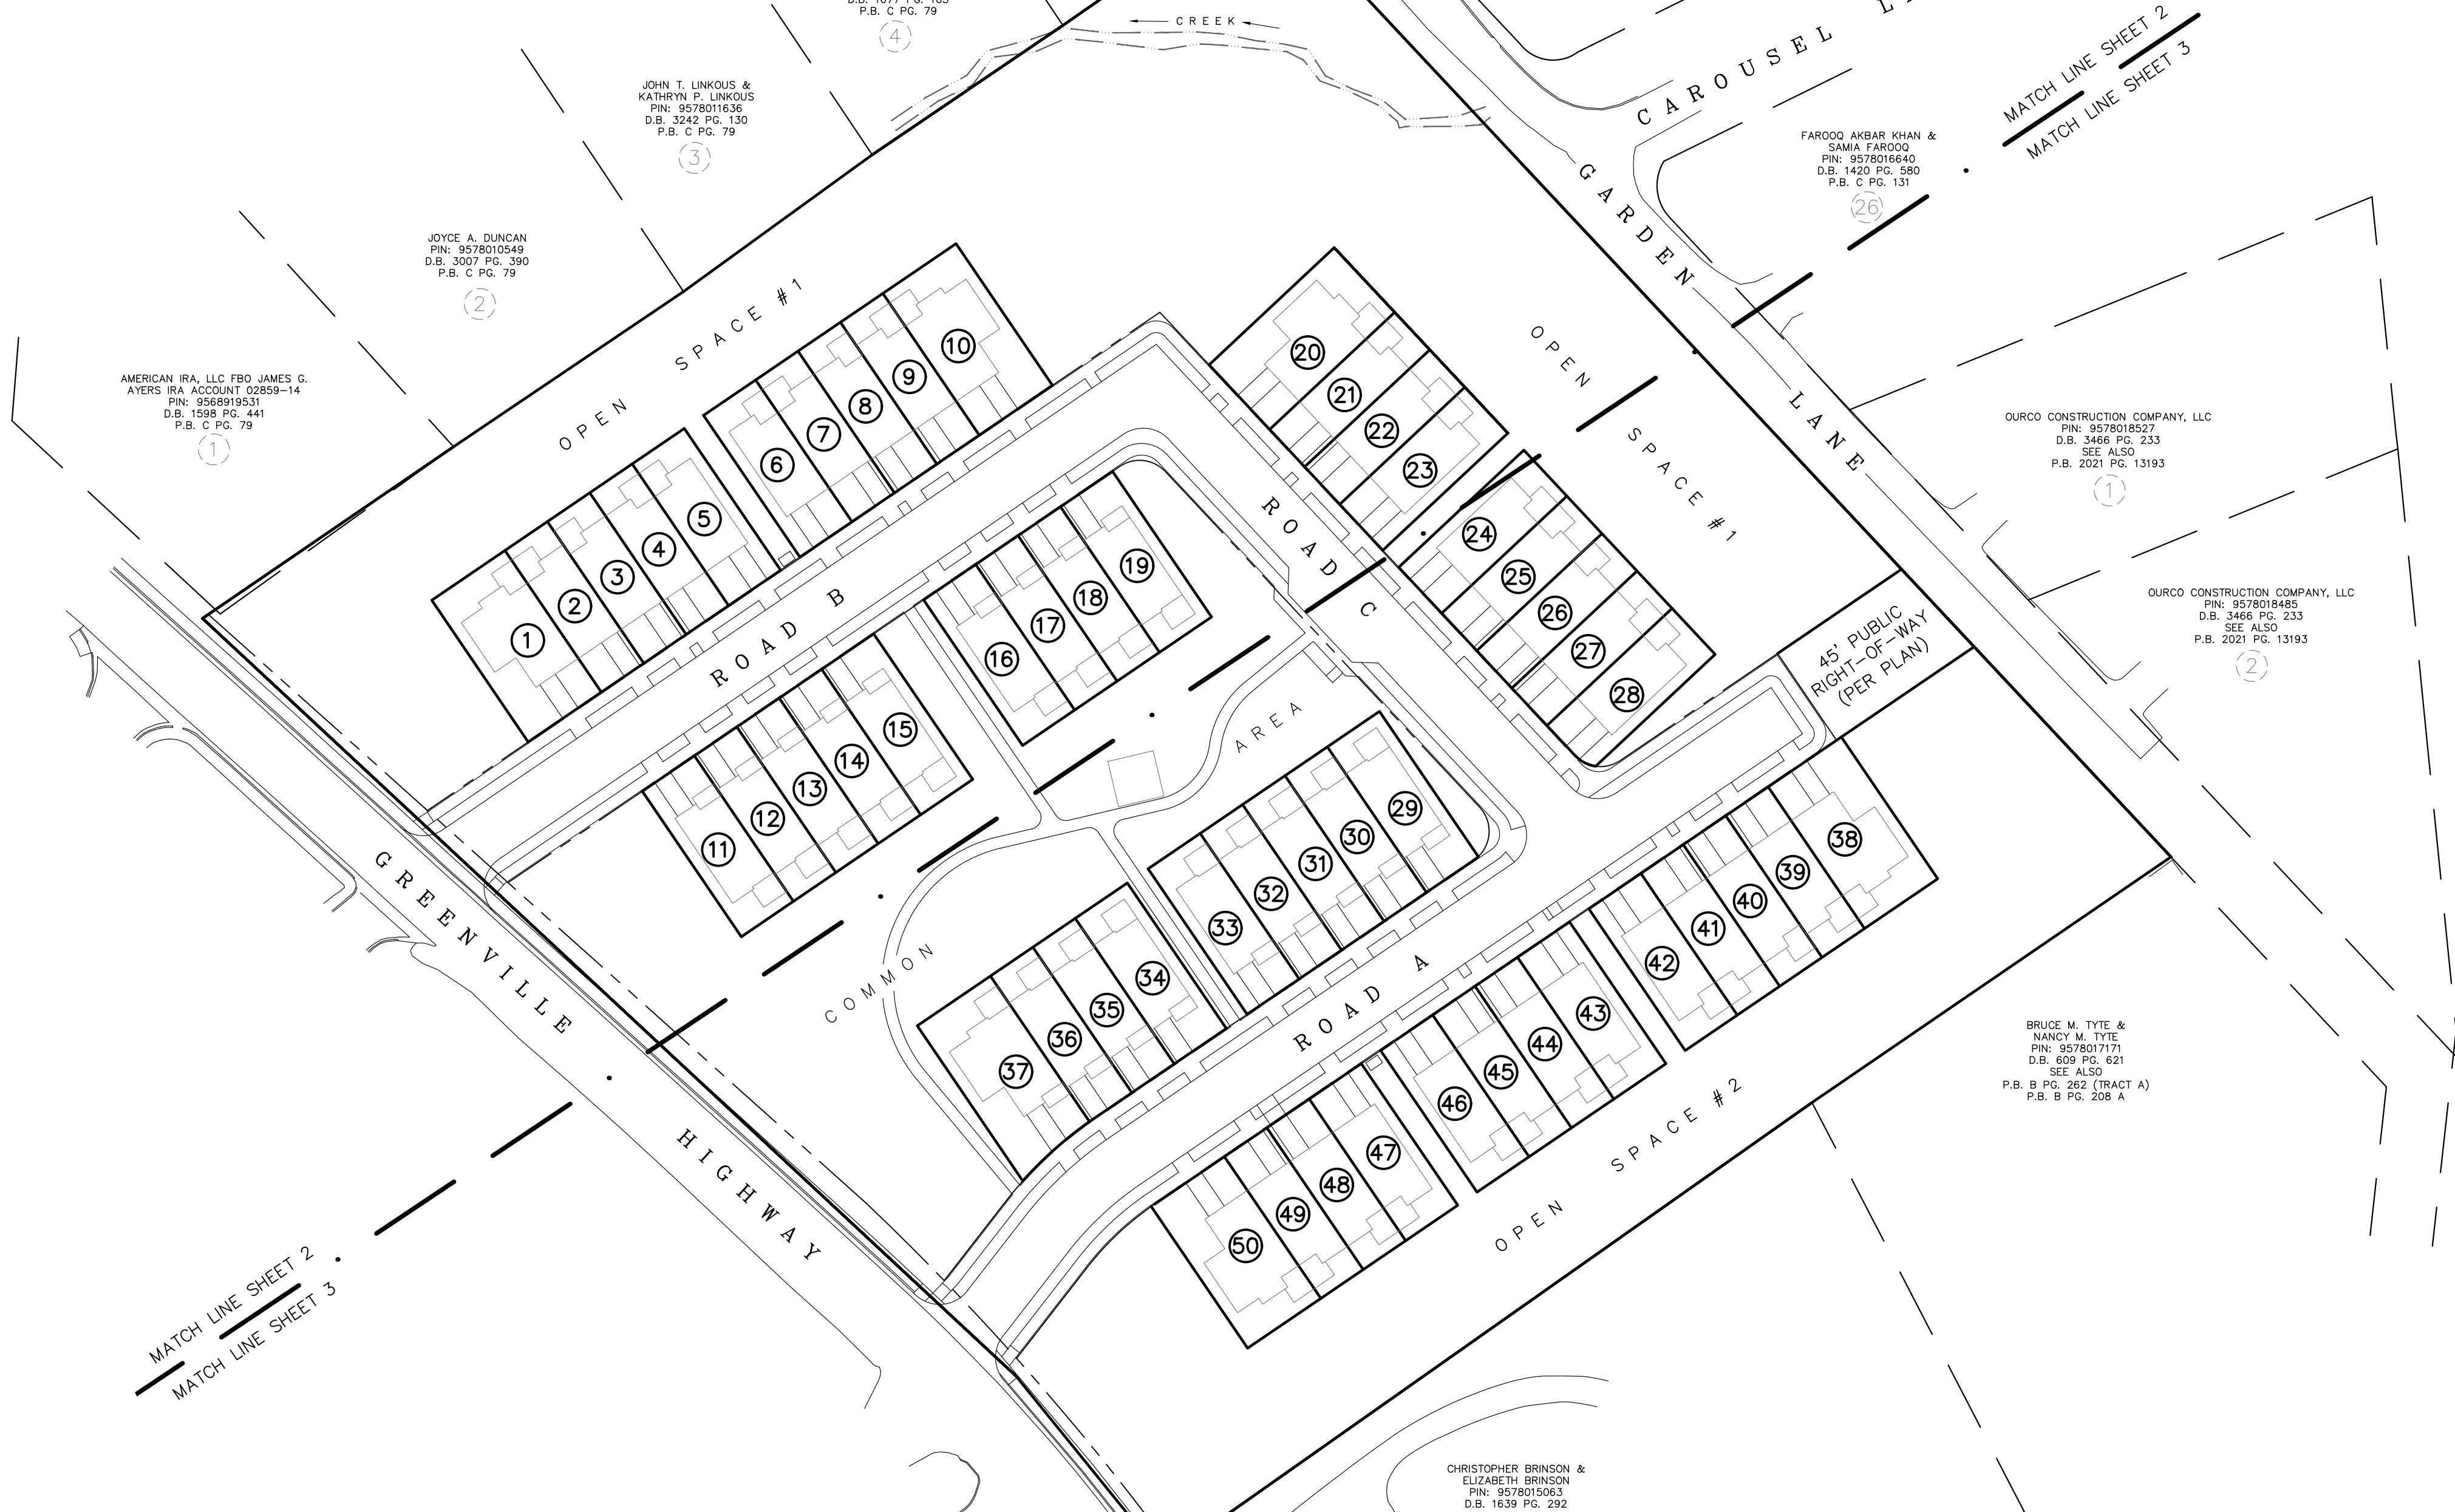 P.B. C PG. 79
4
CREEK
CAROUSEL
MATCH LINE SHEET 2
MATCH LINE SHEET 3
JOHN T. LINKOUS &
KATHRYN P. LINKOUS
PIN: 9578011636
D.B. 3242 PG. 130
P.B. C PG. 79
3
FAROOQ AKBAR KHAN &
SAMIA FAROOQ
PIN: 9578016640
D.B. 1420 PG. 580
P.B. C PG. 131
26
GARDEN LANE
JOYCE A. DUNCAN
PIN: 9578010549
D.B. 3007 PG. 390
P.B. C PG. 79
2
AMERICAN IRA, LLC FBO JAMES G.
AYERS IRA ACCOUNT 02859-14
PIN: 9568919531
D.B. 1598 PG. 441
P.B. C PG. 79
1
OPEN SPACE #1
OPEN SPACE #1
OURCO CONSTRUCTION COMPANY, LLC
PIN: 9578018527
D.B. 3466 PG. 233
SEE ALSO
P.B. 2021 PG. 13193
1
OURCO CONSTRUCTION COMPANY, LLC
PIN: 9578018485
D.B. 3466 PG. 233
SEE ALSO
P.B. 2021 PG. 13193
2
1
2
3
4
5
6
7
8
9
10
ROAD B
11
12
13
14
15
16
17
18
19
20
21
22
23
24
25
26
27
28
ROAD C
45' PUBLIC
RIGHT-OF-WAY
(PER PLAN)
COMMON AREA
29
30
31
32
33
34
35
36
37
ROAD A
38
39
40
41
42
43
44
45
46
47
48
49
50
OPEN SPACE #2
GREENVILLE HIGHWAY
BRUCE M. TYTE &
NANCY M. TYTE
PIN: 9578017171
D.B. 609 PG. 621
SEE ALSO
P.B. B PG. 262 (TRACT A)
P.B. B PG. 208 A
MATCH LINE SHEET 2
MATCH LINE SHEET 3
CHRISTOPHER BRINSON &
ELIZABETH BRINSON
PIN: 9578015063
D.B. 1639 PG. 292